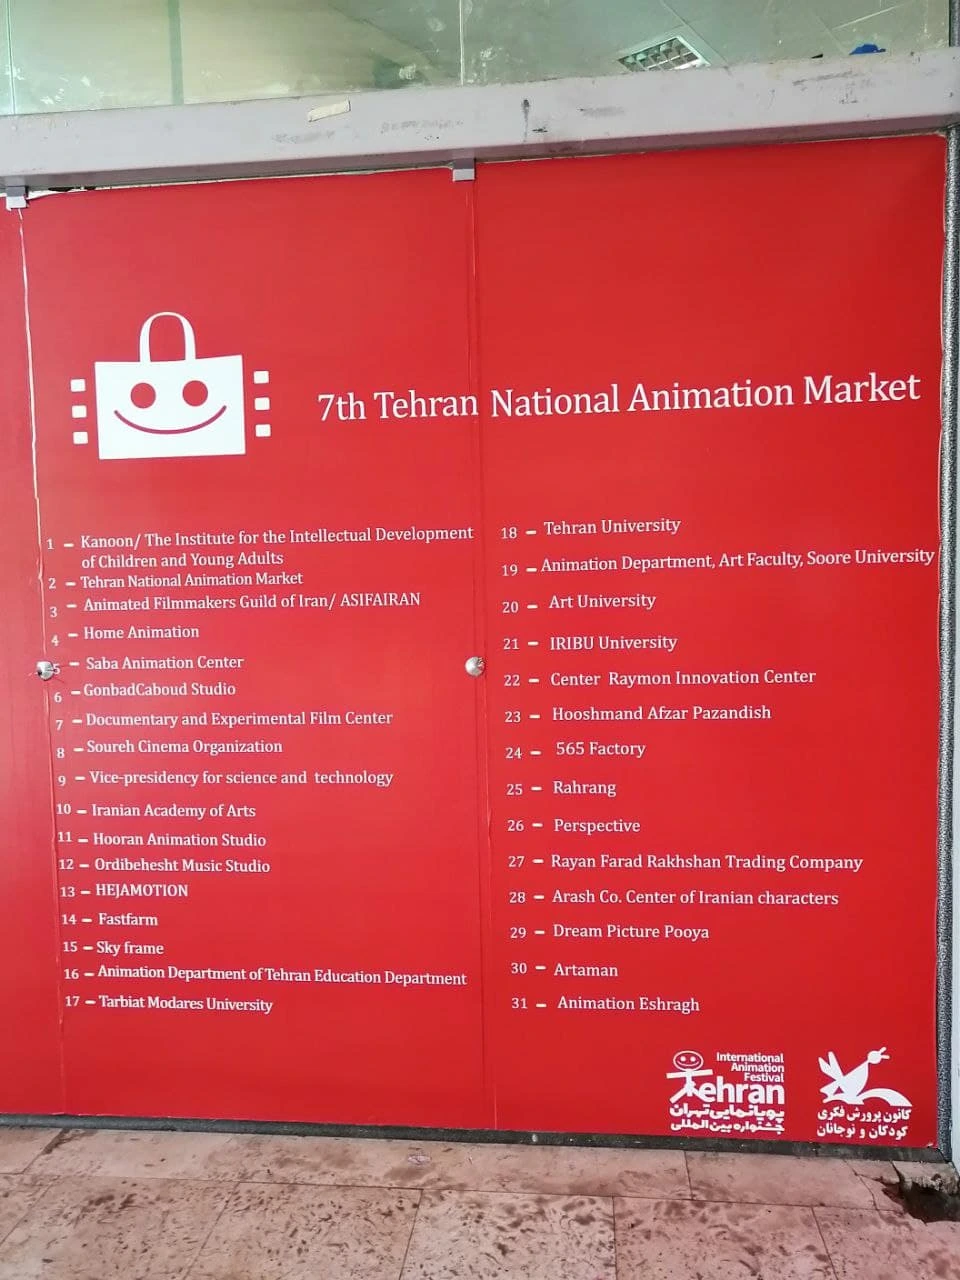 7th Tehran National Animation Market
1 – Kanoon/ The Institute for the Intellectual Development
of Children and Young Adults
2 – Tehran National Animation Market
3 – Animated Filmmakers Guild of Iran/ ASIFAIRAN
4 – Home Animation
5 – Saba Animation Center
6 – GonbadCaboud Studio
7 – Documentary and Experimental Film Center
8 – Soureh Cinema Organization
9 – Vice-presidency for science and technology
10 – Iranian Academy of Arts
11 – Hooran Animation Studio
12 – Ordibehesht Music Studio
13 – HEJAMOTION
14 – Fastfarm
15 – Sky frame
16 – Animation Department of Tehran Education Department
17 – Tarbiat Modares University
18 – Tehran University
19 – Animation Department, Art Faculty, Soore University
20 – Art University
21 – IRIBU University
22 – Center Raymon Innovation Center
23 – Hooshmand Afzar Pazandish
24 – 565 Factory
25 – Rahrang
26 – Perspective
27 – Rayan Farad Rakhshan Trading Company
28 – Arash Co. Center of Iranian characters
29 – Dream Picture Pooya
30 – Artaman
31 – Animation Eshragh
International
Animation
Festival
Tehran
پویانمایی تهران
جشنواره بین المللی
کانون پرورش فکری
کودکان و نوجوانان